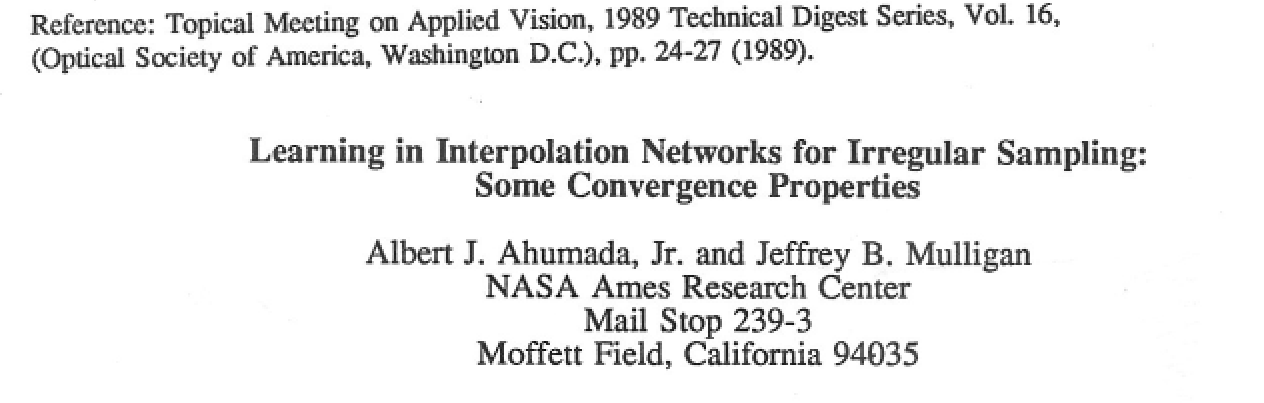 Reference: Topical Meeting on Applied Vision, 1989 Technical Digest Series, Vol. 16,
(Optical Society of America, Washington D.C.), pp. 24-27 (1989).
Learning in Interpolation Networks for Irregular Sampling:
Some Convergence Properties
Albert J. Ahumada, Jr. and Jeffrey B. Mulligan
NASA Ames Research Center
Mail Stop 239-3
Moffett Field, California 94035